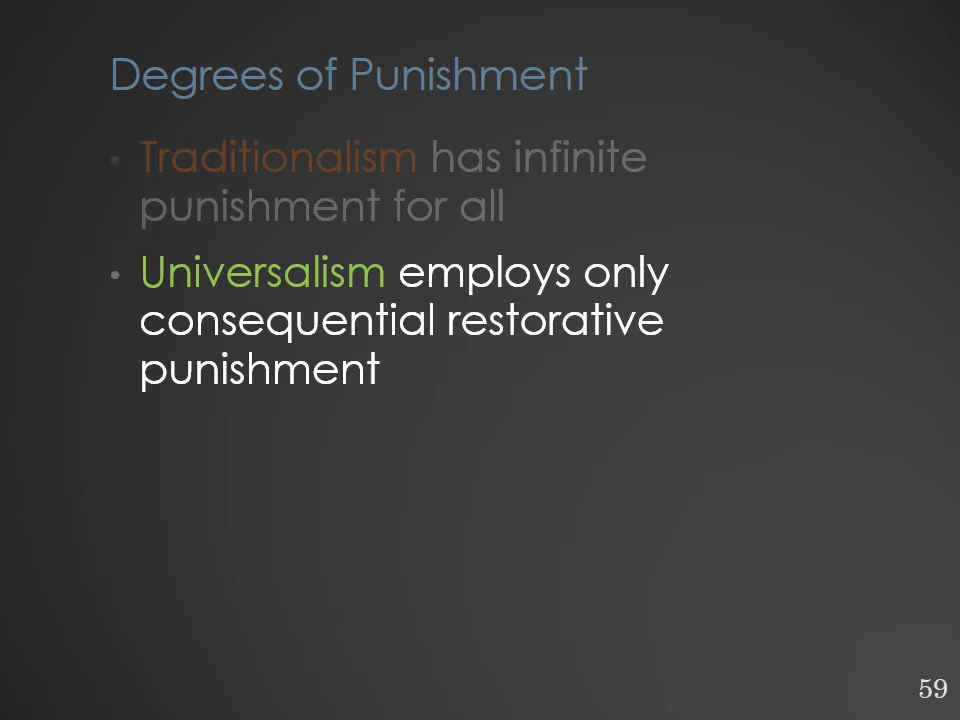 Degrees of Punishment
• Traditionalism has infinite
punishment for all
• Universalism employs only
consequential restorative
punishment
59